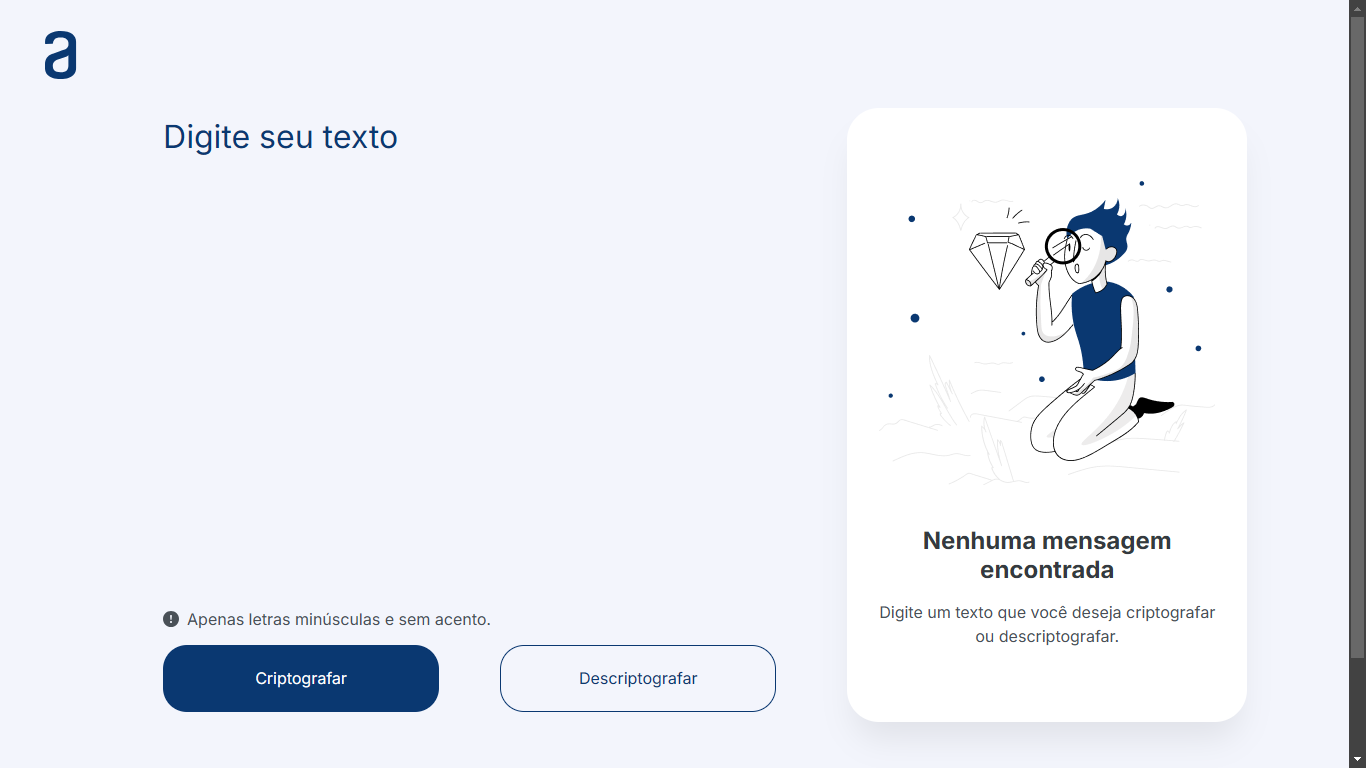 a
Digite seu texto
Apenas letras minúsculas e sem acento.
Criptografar
Descriptografar
Nenhuma mensagem
encontrada
Digite um texto que você deseja criptografar
ou descriptografar.